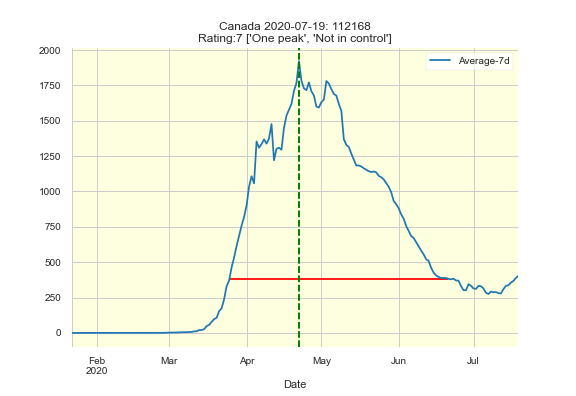 Canada 2020-07-19: 112168
Rating:7 ['One peak', 'Not in control']
Average-7d
2000
1750
1500
1250
1000
750
500
250
0
Feb
2020
Mar
Apr
May
Jun
Jul
Date